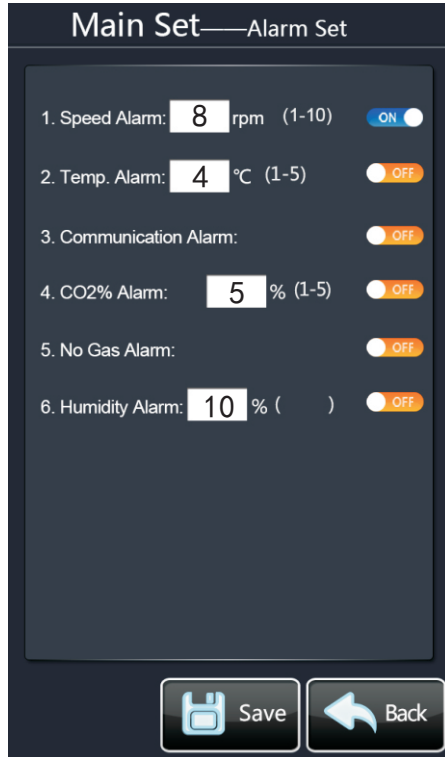 Main Set——Alarm Set
1. Speed Alarm: 8 rpm (1-10) ON
2. Temp. Alarm: 4 ℃ (1-5) OFF
3. Communication Alarm: OFF
4. CO2% Alarm: 5 % (1-5) OFF
5. No Gas Alarm: OFF
6. Humidity Alarm: 10 % ( ) OFF
Save Back